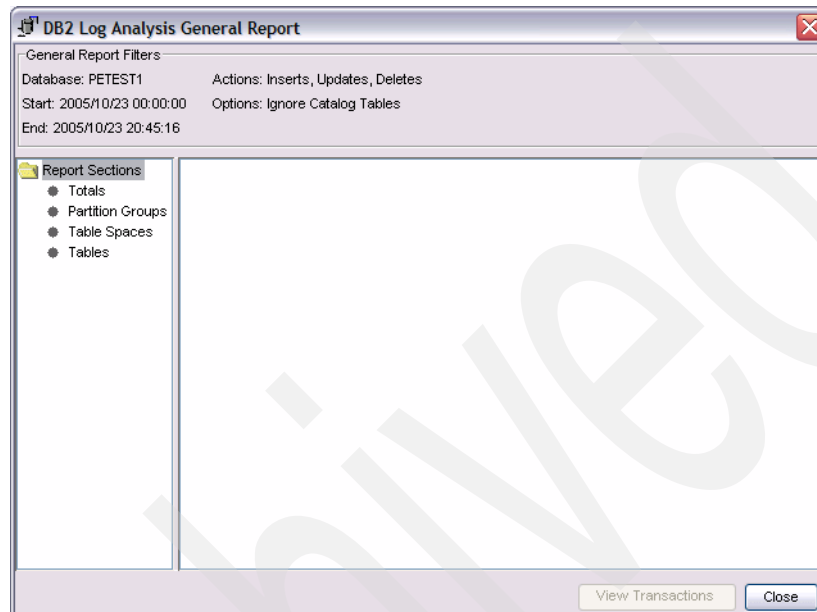 DB2 Log Analysis General Report
General Report Filters
Database: PETEST1 Actions: Inserts, Updates, Deletes
Start: 2005/10/23 00:00:00 Options: Ignore Catalog Tables
End: 2005/10/23 20:45:16
Report Sections
Totals
Partition Groups
Table Spaces
Tables
View Transactions Close
hived